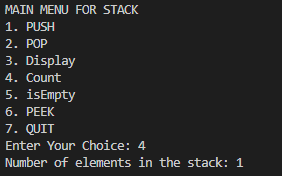 MAIN MENU FOR STACK
1. PUSH
2. POP
3. Display
4. Count
5. isEmpty
6. PEEK
7. QUIT
Enter Your Choice: 4
Number of elements in the stack: 1